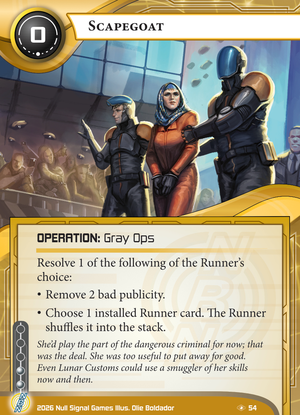 0
SCAPEGOAT
OPERATION: Gray Ops
Resolve 1 of the following of the Runner's
choice:
• Remove 2 bad publicity.
• Choose 1 installed Runner card. The Runner
shuffles it into the stack.
She'd play the part of the dangerous criminal for now; that
was the deal. She was too useful to put away for good.
Even Lunar Customs could use a smuggler of her skills
now and then.
2026 Null Signal Games Illus. Olie Boldador
54